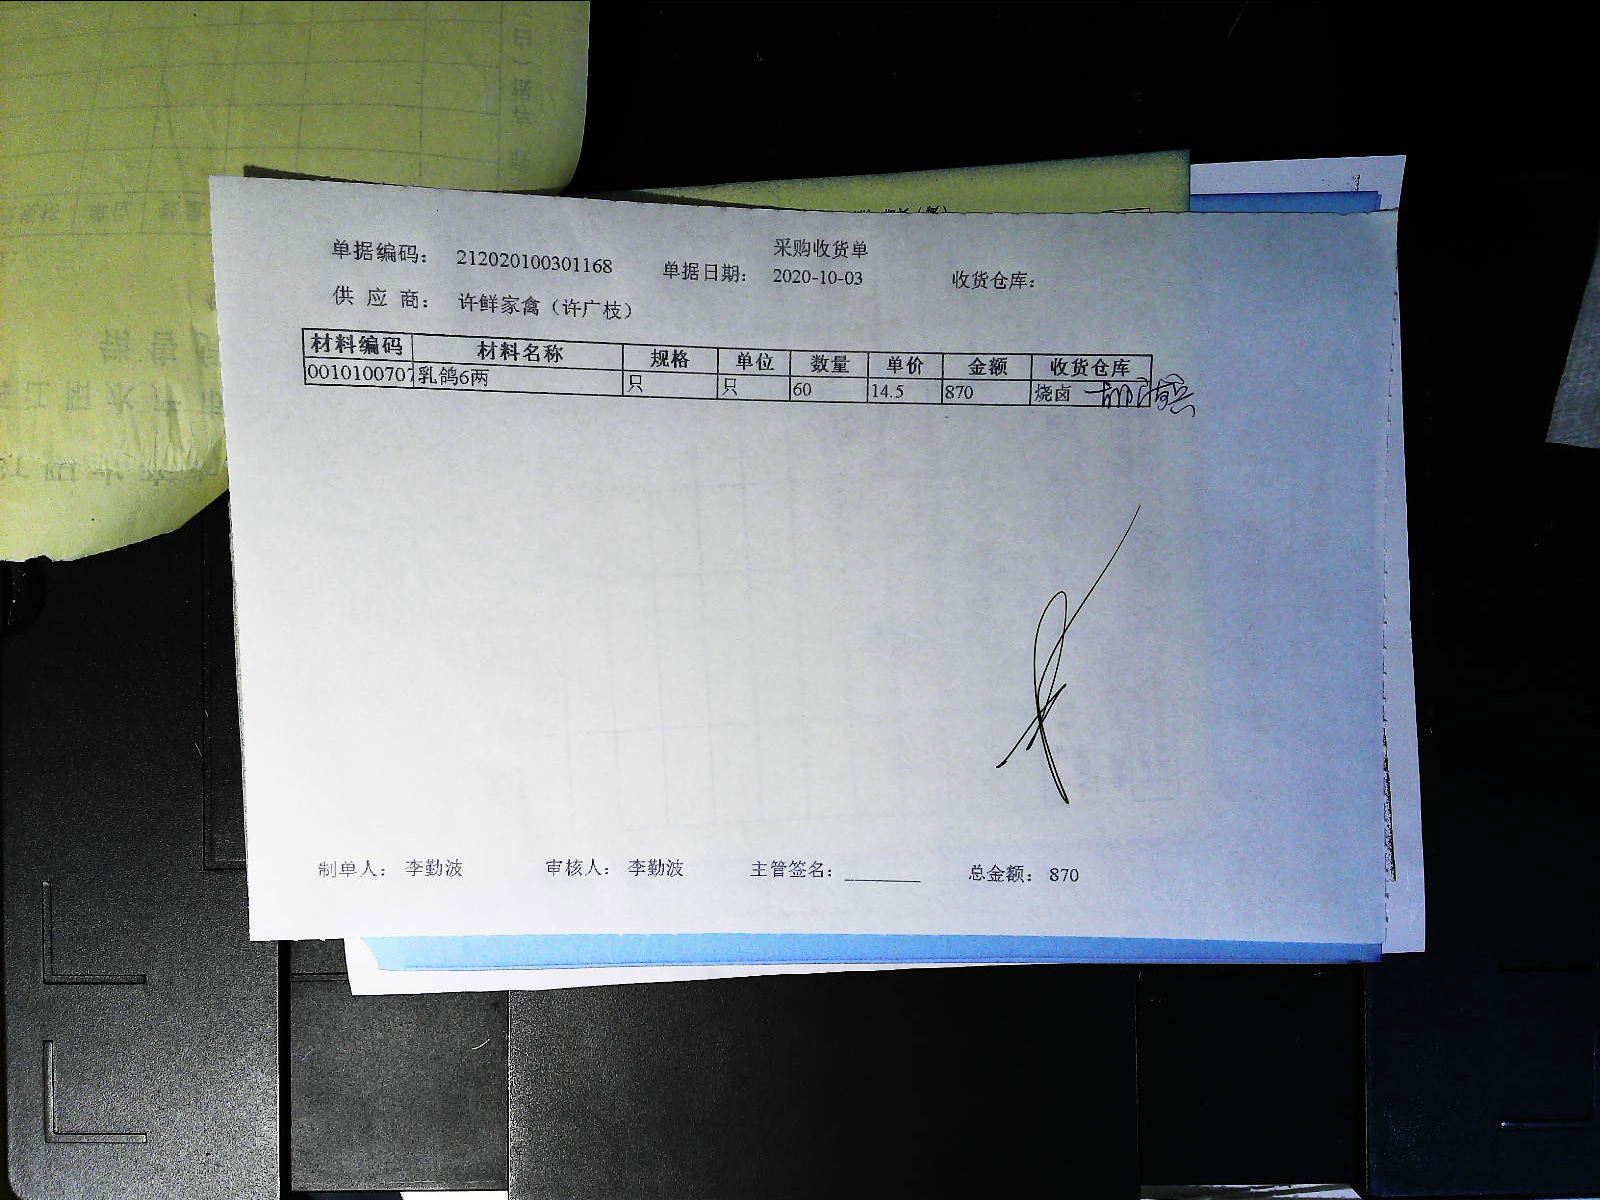 采购收货单
单据编码： 212020100301168 单据日期： 2020-10-03 收货仓库：
供 应 商： 许鲜家禽（许广枝）
材料编码 材料名称 规格 单位 数量 单价 金额 收货仓库
0010100707 乳鸽6两 只 只 60 14.5 870 烧卤
制单人： 李勤波 审核人： 李勤波 主管签名：________ 总金额： 870